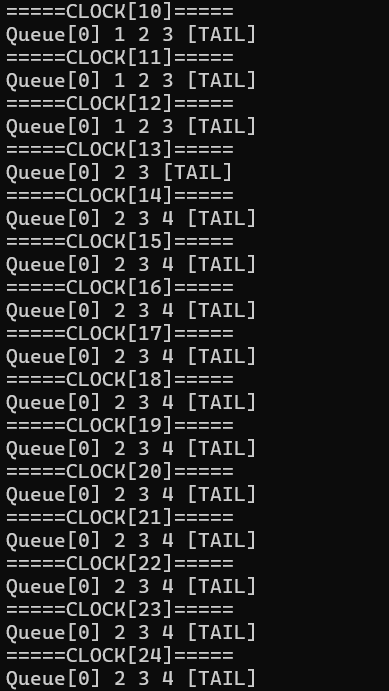 =====CLOCK[10]=====
Queue[0] 1 2 3 [TAIL]
=====CLOCK[11]=====
Queue[0] 1 2 3 [TAIL]
=====CLOCK[12]=====
Queue[0] 1 2 3 [TAIL]
=====CLOCK[13]=====
Queue[0] 2 3 [TAIL]
=====CLOCK[14]=====
Queue[0] 2 3 4 [TAIL]
=====CLOCK[15]=====
Queue[0] 2 3 4 [TAIL]
=====CLOCK[16]=====
Queue[0] 2 3 4 [TAIL]
=====CLOCK[17]=====
Queue[0] 2 3 4 [TAIL]
=====CLOCK[18]=====
Queue[0] 2 3 4 [TAIL]
=====CLOCK[19]=====
Queue[0] 2 3 4 [TAIL]
=====CLOCK[20]=====
Queue[0] 2 3 4 [TAIL]
=====CLOCK[21]=====
Queue[0] 2 3 4 [TAIL]
=====CLOCK[22]=====
Queue[0] 2 3 4 [TAIL]
=====CLOCK[23]=====
Queue[0] 2 3 4 [TAIL]
=====CLOCK[24]=====
Queue[0] 2 3 4 [TAIL]